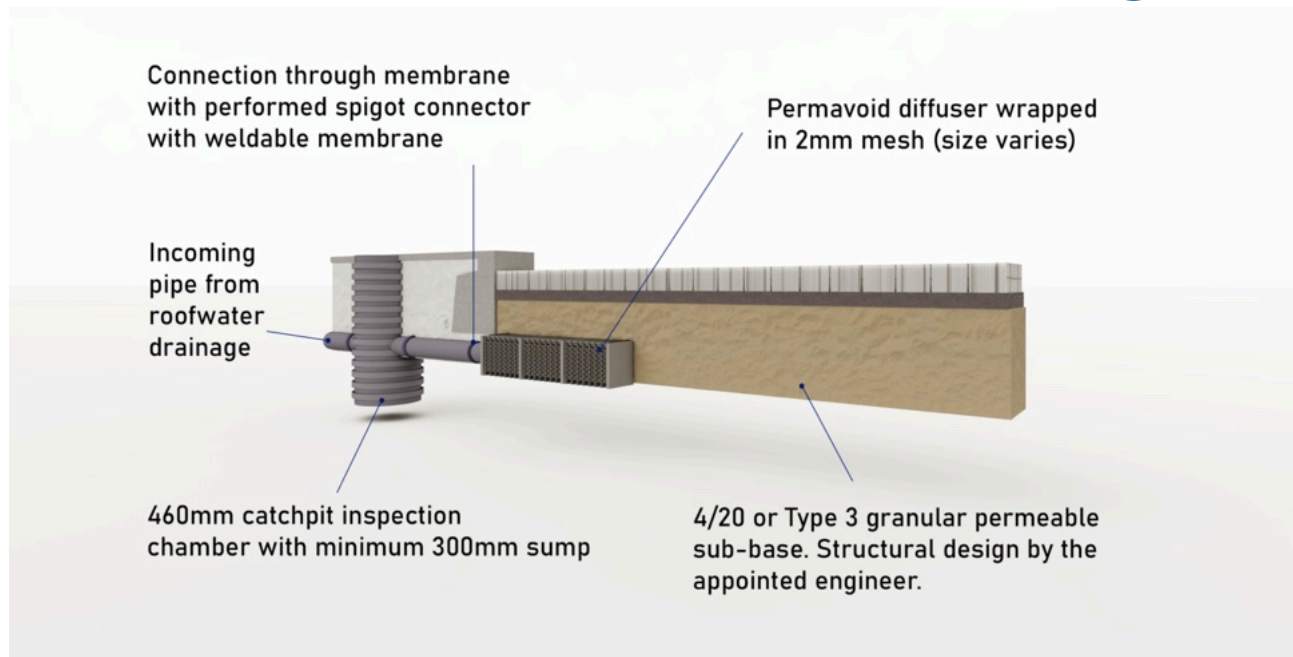 Connection through membrane
with performed spigot connector
with weldable membrane
Permavoid diffuser wrapped
in 2mm mesh (size varies)
Incoming
pipe from
roofwater
drainage
460mm catchpit inspection
chamber with minimum 300mm sump
4/20 or Type 3 granular permeable
sub-base. Structural design by the
appointed engineer.